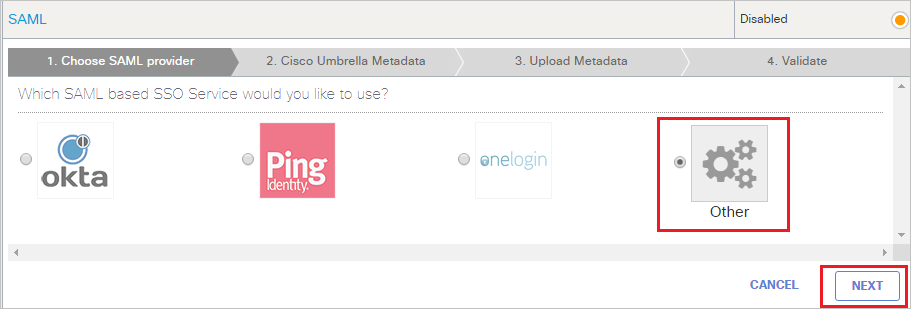 SAML
Disabled
1. Choose SAML provider
2. Cisco Umbrella Metadata
3. Upload Metadata
4. Validate
Which SAML based SSO Service would you like to use?
okta
Ping
Identity.
onelogin
Other
CANCEL
NEXT